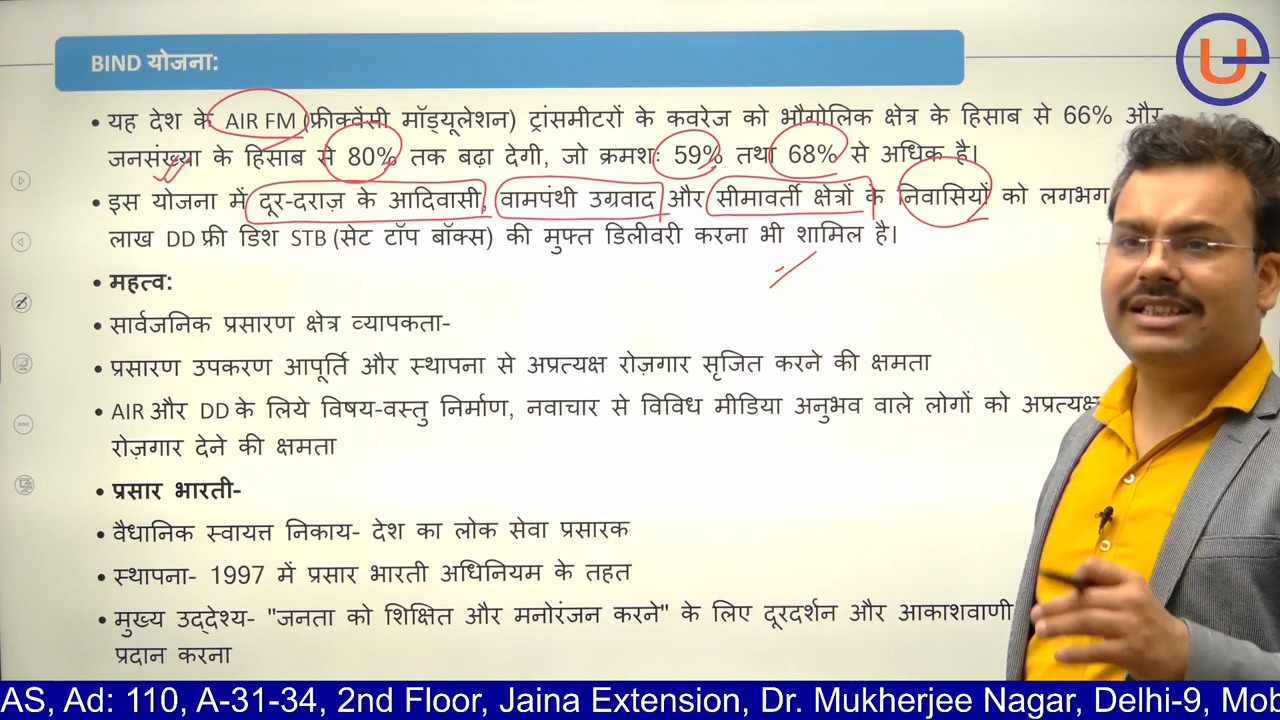 BIND योजना:
UE
• यह देश के AIR FM (फ्रीक्वेंसी मॉड्यूलेशन) ट्रांसमीटरों के कवरेज को भौगोलिक क्षेत्र के हिसाब से 66% और
जनसंख्या के हिसाब से 80% तक बढ़ा देगी, जो क्रमशः 59% तथा 68% से अधिक है।
• इस योजना में दूर-दराज़ के आदिवासी, वामपंथी उग्रवाद और सीमावर्ती क्षेत्रों के निवासियों को लगभग
लाख DD फ्री डिश STB (सेट टॉप बॉक्स) की मुफ्त डिलीवरी करना भी शामिल है।
• महत्व:
• सार्वजनिक प्रसारण क्षेत्र व्यापकता-
• प्रसारण उपकरण आपूर्ति और स्थापना से अप्रत्यक्ष रोज़गार सृजित करने की क्षमता
• AIR और DD के लिये विषय-वस्तु निर्माण, नवाचार से विविध मीडिया अनुभव वाले लोगों को अप्रत्यक्ष
रोज़गार देने की क्षमता
• प्रसार भारती-
• वैधानिक स्वायत्त निकाय- देश का लोक सेवा प्रसारक
• स्थापना- 1997 में प्रसार भारती अधिनियम के तहत
• मुख्य उद्देश्य- "जनता को शिक्षित और मनोरंजन करने" के लिए दूरदर्शन और आकाशवाणी
प्रदान करना
AS, Ad: 110, A-31-34, 2nd Floor, Jaina Extension, Dr. Mukherjee Nagar, Delhi-9, Mob